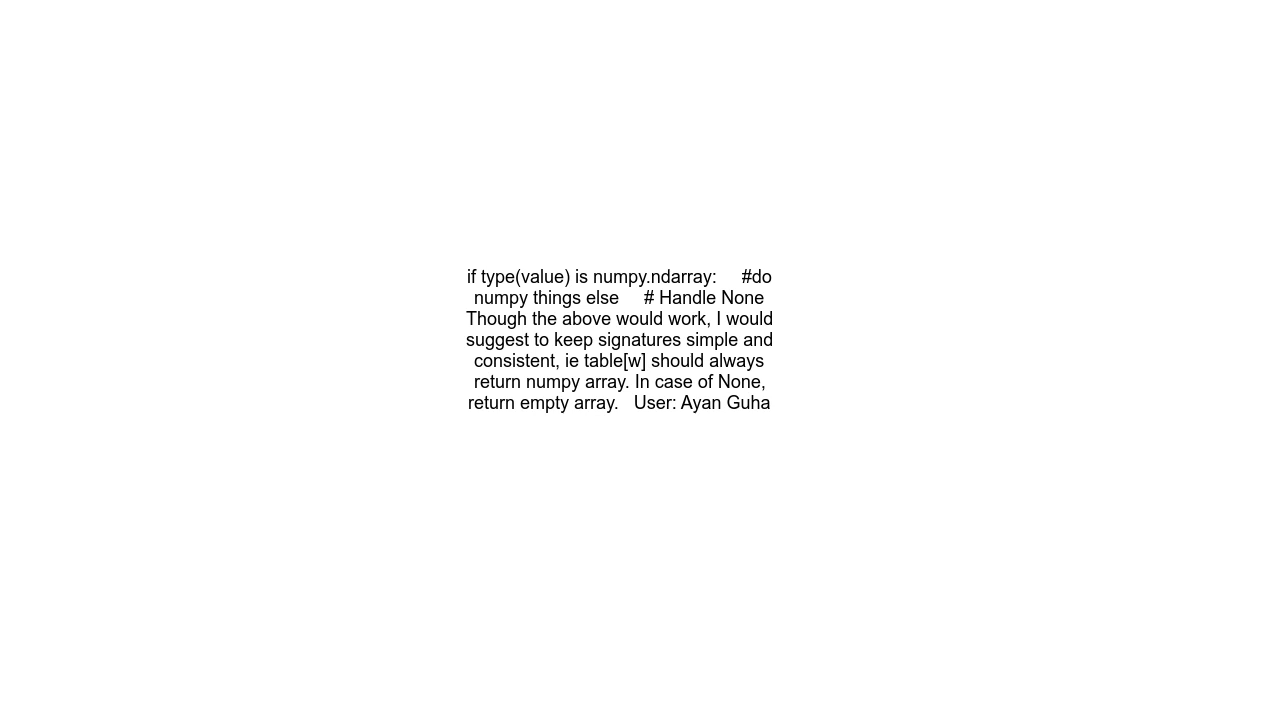 if type(value) is numpy.ndarray:     #do
numpy things else     # Handle None
Though the above would work, I would
suggest to keep signatures simple and
consistent, ie table[w] should always
return numpy array. In case of None,
return empty array.   User: Ayan Guha